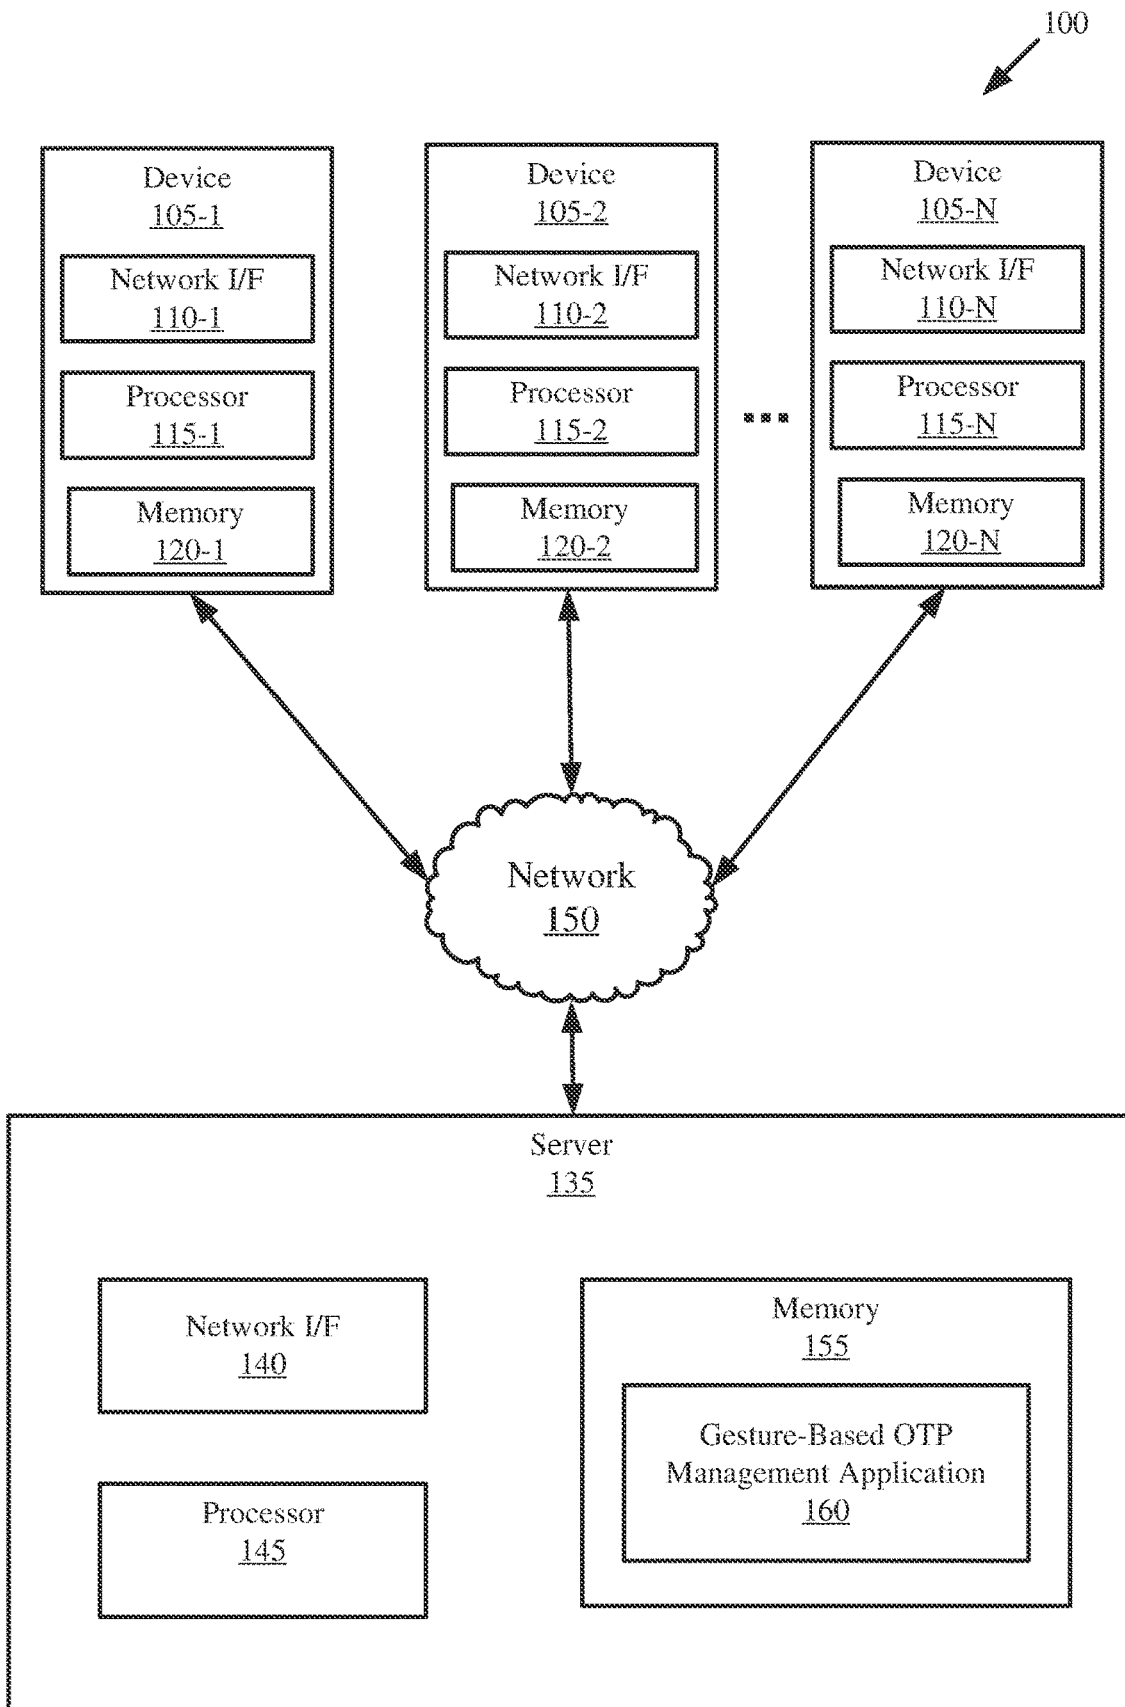 100
Device
105-1
Network I/F
110-1
Processor
115-1
Memory
120-1
Device
105-2
Network I/F
110-2
Processor
115-2
Memory
120-2
Device
105-N
Network I/F
110-N
Processor
115-N
Memory
120-N
Network
150
Server
135
Network I/F
140
Processor
145
Memory
155
Gesture-Based OTP
Management Application
160